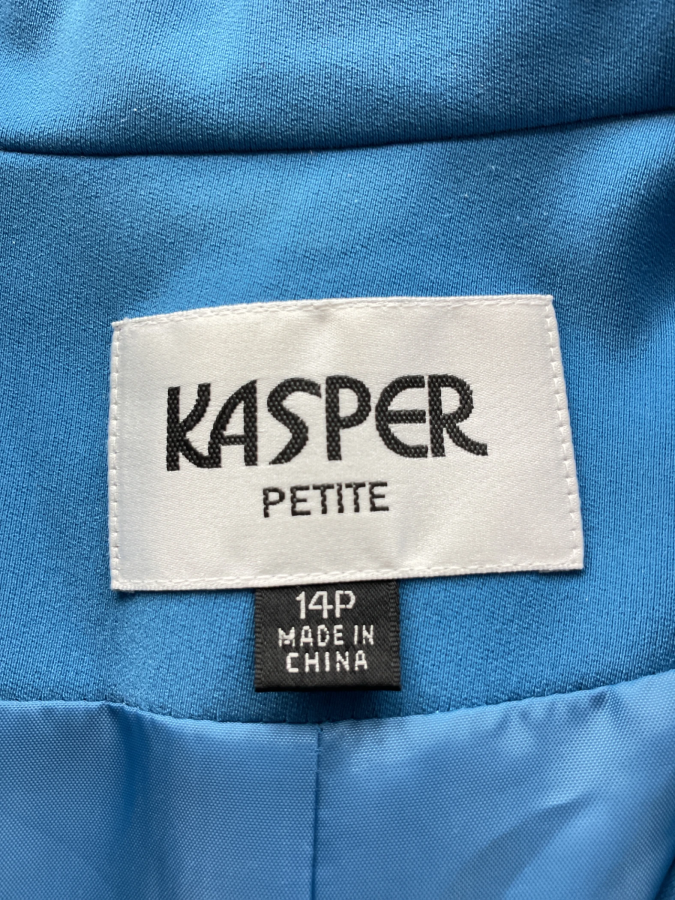 KASPER
PETITE
14P
MADE IN
CHINA